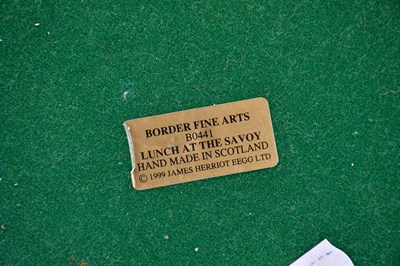 BORDER FINE ARTS
B0441
LUNCH AT THE SAVOY
HAND MADE IN SCOTLAND
© 1999 JAMES HERRIOT EEGG LTD